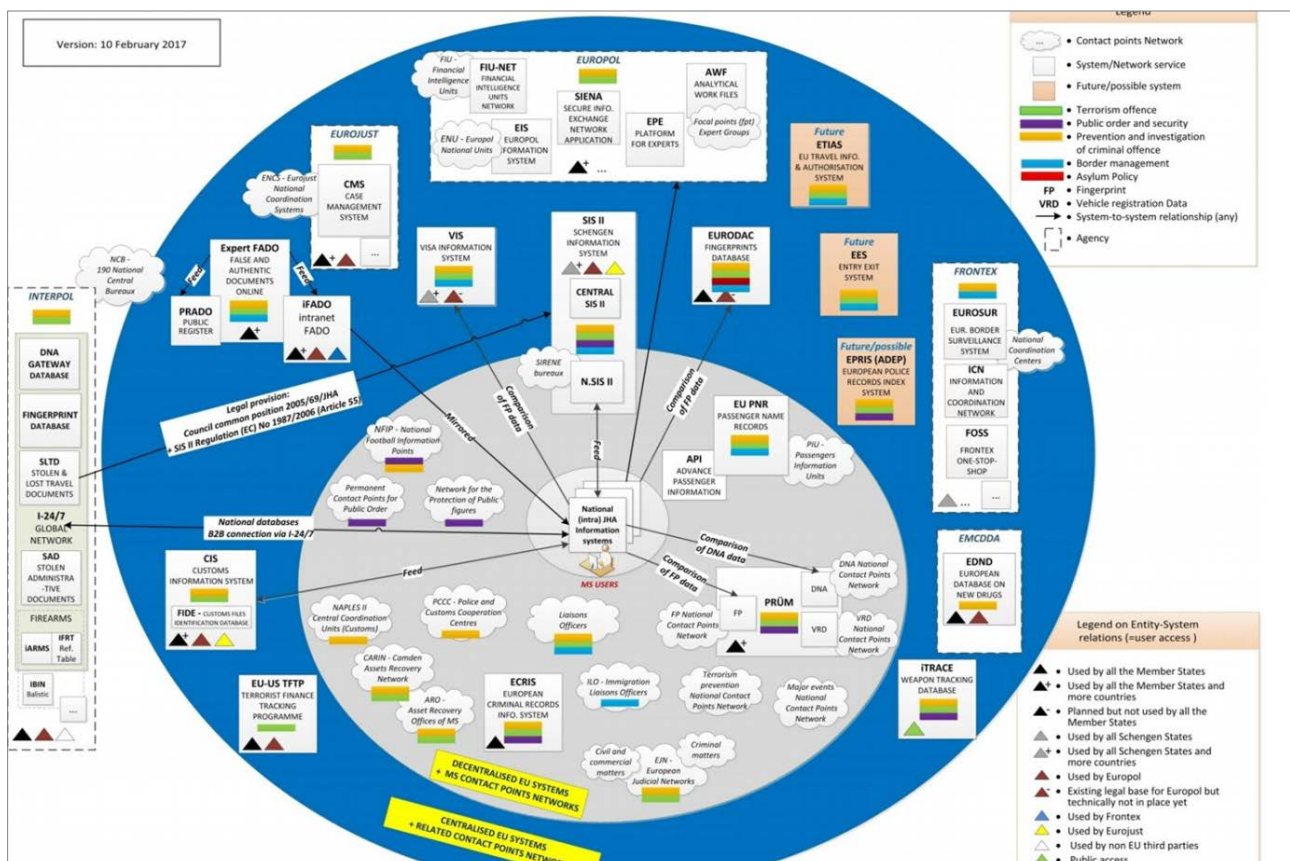 Version: 10 February 2017
Legend
...
Contact points Network
System/Network service
Future/possible system
Terrorism offence
Public order and security
Prevention and investigation
of criminal offence
Border management
Asylum Policy
FP
Fingerprint
VRD
Vehicle registration Data
System-to-system relationship (any)
Agency
EUROPOL
FIU -
Financial
Intelligence
Units
FIU-NET
FINANCIAL
INTELLIGENCE
UNITS
NETWORK
SIENA
SECURE INFO.
EXCHANGE
NETWORK
APPLICATION
AWF
ANALYTICAL
WORK FILES
Focal points (fpt)
Expert Groups
ENU - Europol
National Units
EIS
EUROPOL
INFORMATION
SYSTEM
EPE
PLATFORM
FOR EXPERTS
+ ...
EUROJUST
ENCS - Eurojust
National
Coordination
Systems
CMS
CASE
MANAGEMENT
SYSTEM
+
...
Future
ETIAS
EU TRAVEL INFO.
& AUTHORISATION
SYSTEM
Future
EES
ENTRY EXIT
SYSTEM
Future/possible
EPRIS (ADEP)
EUROPEAN POLICE
RECORDS INDEX
SYSTEM
NCB -
190 National
Central
Bureaux
Expert FADO
FALSE AND
AUTHENTIC
DOCUMENTS
ONLINE
+
Feed
Feed
PRADO
PUBLIC
REGISTER
iFADO
intranet
FADO
+
VIS
VISA INFORMATION
SYSTEM
+ -
SIS II
SCHENGEN
INFORMATION
SYSTEM
+
CENTRAL
SIS II
SIRENE
bureaux
N.SIS II
EURODAC
FINGERPRINTS
DATABASE
-
FRONTEX
EUROSUR
EUR. BORDER
SURVEILLANCE
SYSTEM
National
Coordination
Centers
ICN
INFORMATION
AND
COORDINATION
NETWORK
FOSS
FRONTEX
ONE-STOP-
SHOP
...
...
INTERPOL
DNA
GATEWAY
DATABASE
FINGERPRINT
DATABASE
SLTD
STOLEN &
LOST TRAVEL
DOCUMENTS
I-24/7
GLOBAL
NETWORK
SAD
STOLEN
ADMINISTRA
-TIVE
DOCUMENTS
FIREARMS
iARMS
IFRT
Ref.
Table
IBIN
Balistic
...
Legal provision:
Council common position 2005/69/JHA
+ SIS II Regulation (EC) No 1987/2006 (Article 55)
Mirrored
Comparison
of FP data
Feed
Comparison
of FP data
National databases
B2B connection via I-24/7
Feed
NFIP - National
Football Information
Points
Permanent
Contact Points for
Public Order
Network for the
Protection of Public
figures
EU PNR
PASSENGER NAME
RECORDS
PIU -
Passengers
Information
Units
API
ADVANCE
PASSENGER
INFORMATION
National
(intra) JHA
Information
systems
MS USERS
Comparison
of DNA data
Comparison
of FP data
DNA National
Contact Points
Network
FP National
Contact Points
Network
VRD
National
Contact Points
Network
PRÜM
FP
DNA
VRD
+
CIS
CUSTOMS
INFORMATION SYSTEM
FIDE - CUSTOMS FILES
IDENTIFICATION DATABASE
+
NAPLES II
Central Coordination
Units (Customs)
PCCC - Police and
Customs Cooperation
Centres
Liaisons
Officers
CARIN - Camden
Assets Recovery
Network
ARO -
Asset Recovery
Offices of MS
ECRIS
EUROPEAN
CRIMINAL RECORDS
INFO. SYSTEM
ILO - Immigration
Liaisons Officers
Terrorism
prevention
National Contact
Points Network
Major events
National
Contact Points
Network
Civil and
commercial
matters
EJN -
European
Judicial Networks
Criminal
matters
EU-US TFTP
TERRORIST FINANCE
TRACKING
PROGRAMME
DECENTRALISED EU SYSTEMS
+ MS CONTACT POINTS NETWORKS
CENTRALISED EU SYSTEMS
+ RELATED CONTACT POINTS NETWORKS
EMCDDA
EDND
EUROPEAN
DATABASE ON
NEW DRUGS
iTRACE
WEAPON TRACKING
DATABASE
Legend on Entity-System
relations (=user access )
Used by all the Member States
+ Used by all the Member States and
more countries
- Planned but not used by all the
Member States
Used by all Schengen States
+ Used by all Schengen States and
more countries
Used by Europol
- Existing legal base for Europol but
technically not in place yet
Used by Frontex
Used by Eurojust
Used by non EU third parties
Public access